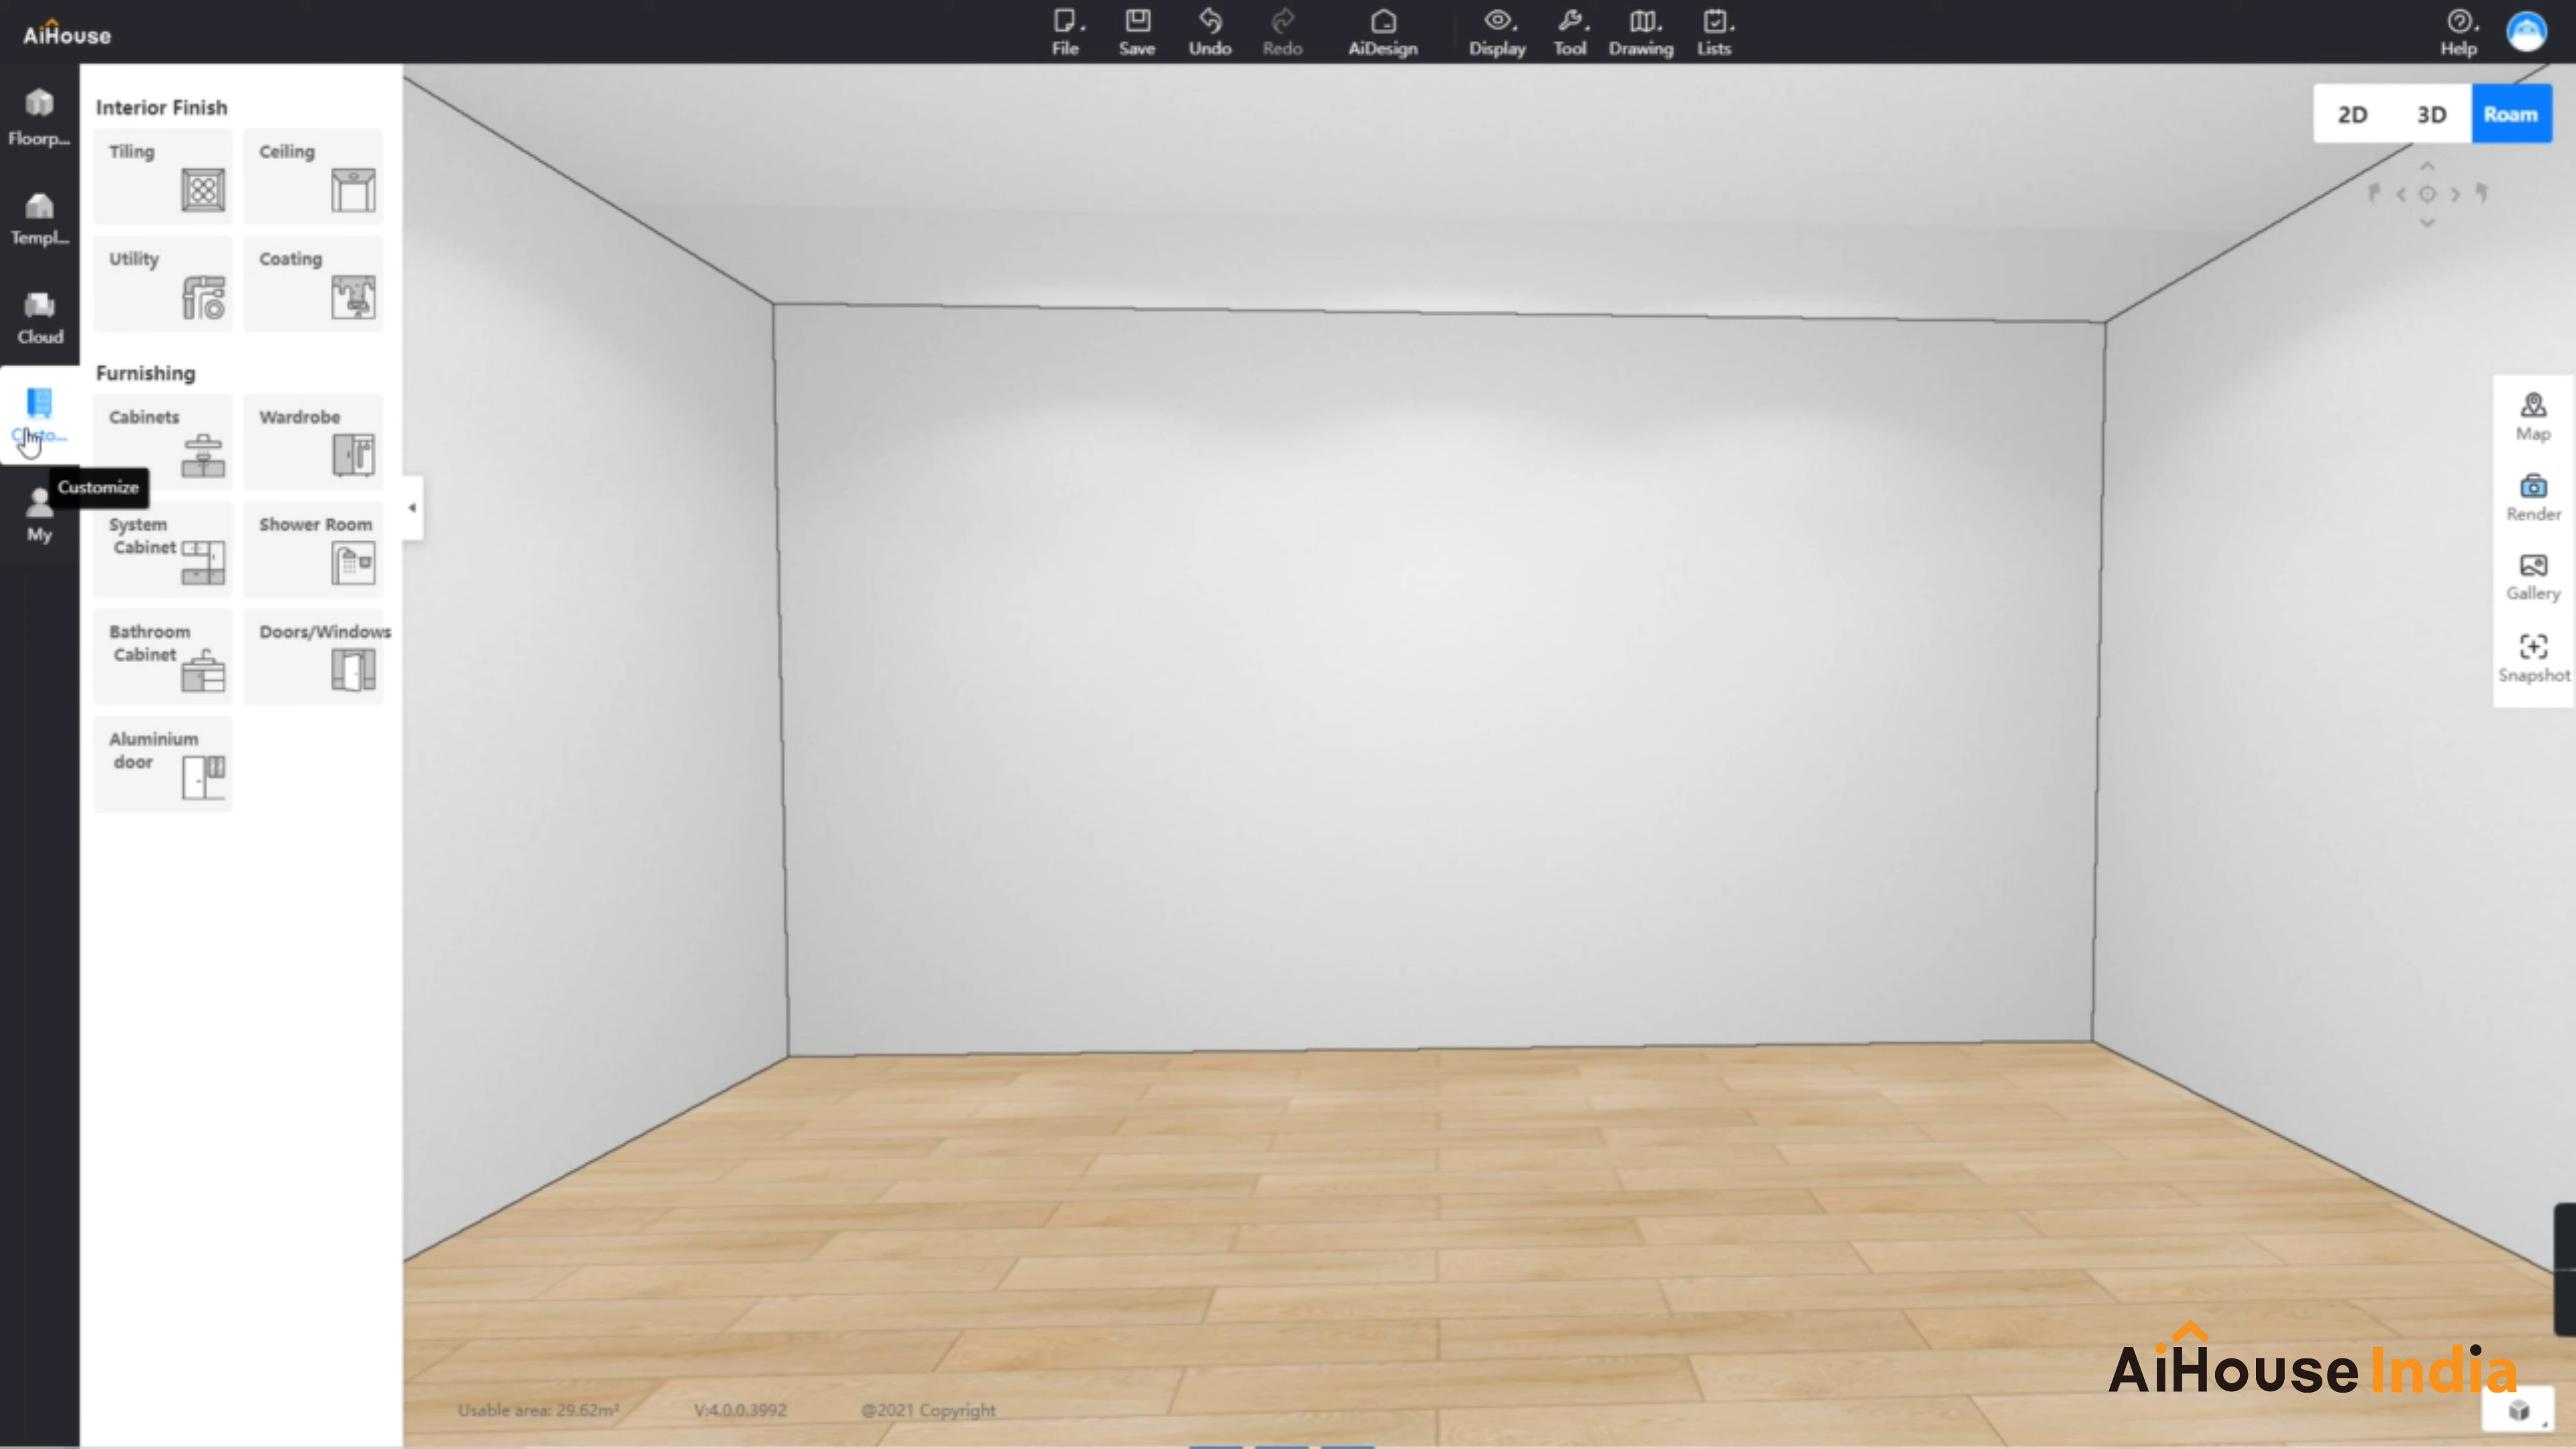 AiHouse
File
Save
Undo
Redo
AiDesign
Display
Tool
Drawing
Lists
Help
Floorp...
Templ...
Cloud
Custo...
My
Customize
Interior Finish
Tiling
Ceiling
Utility
Coating
Furnishing
Cabinets
Wardrobe
System
Cabinet
Shower Room
Bathroom
Cabinet
Doors/Windows
Aluminium
door
2D
3D
Roam
Map
Render
Gallery
Snapshot
AiHouse India
Usable area: 29.62m²
V:4.0.0.3992
@2021 Copyright